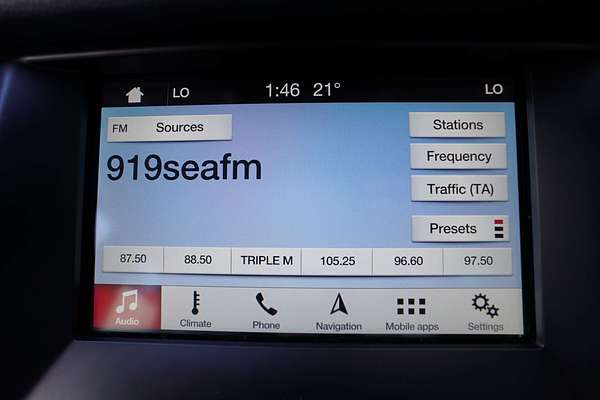 LO 1:46 21° LO
FM Sources
Stations
919seafm
Frequency
Traffic (TA)
Presets
87.50 88.50 TRIPLE M 105.25 96.60 97.50
Audio Climate Phone Navigation Mobile apps Settings